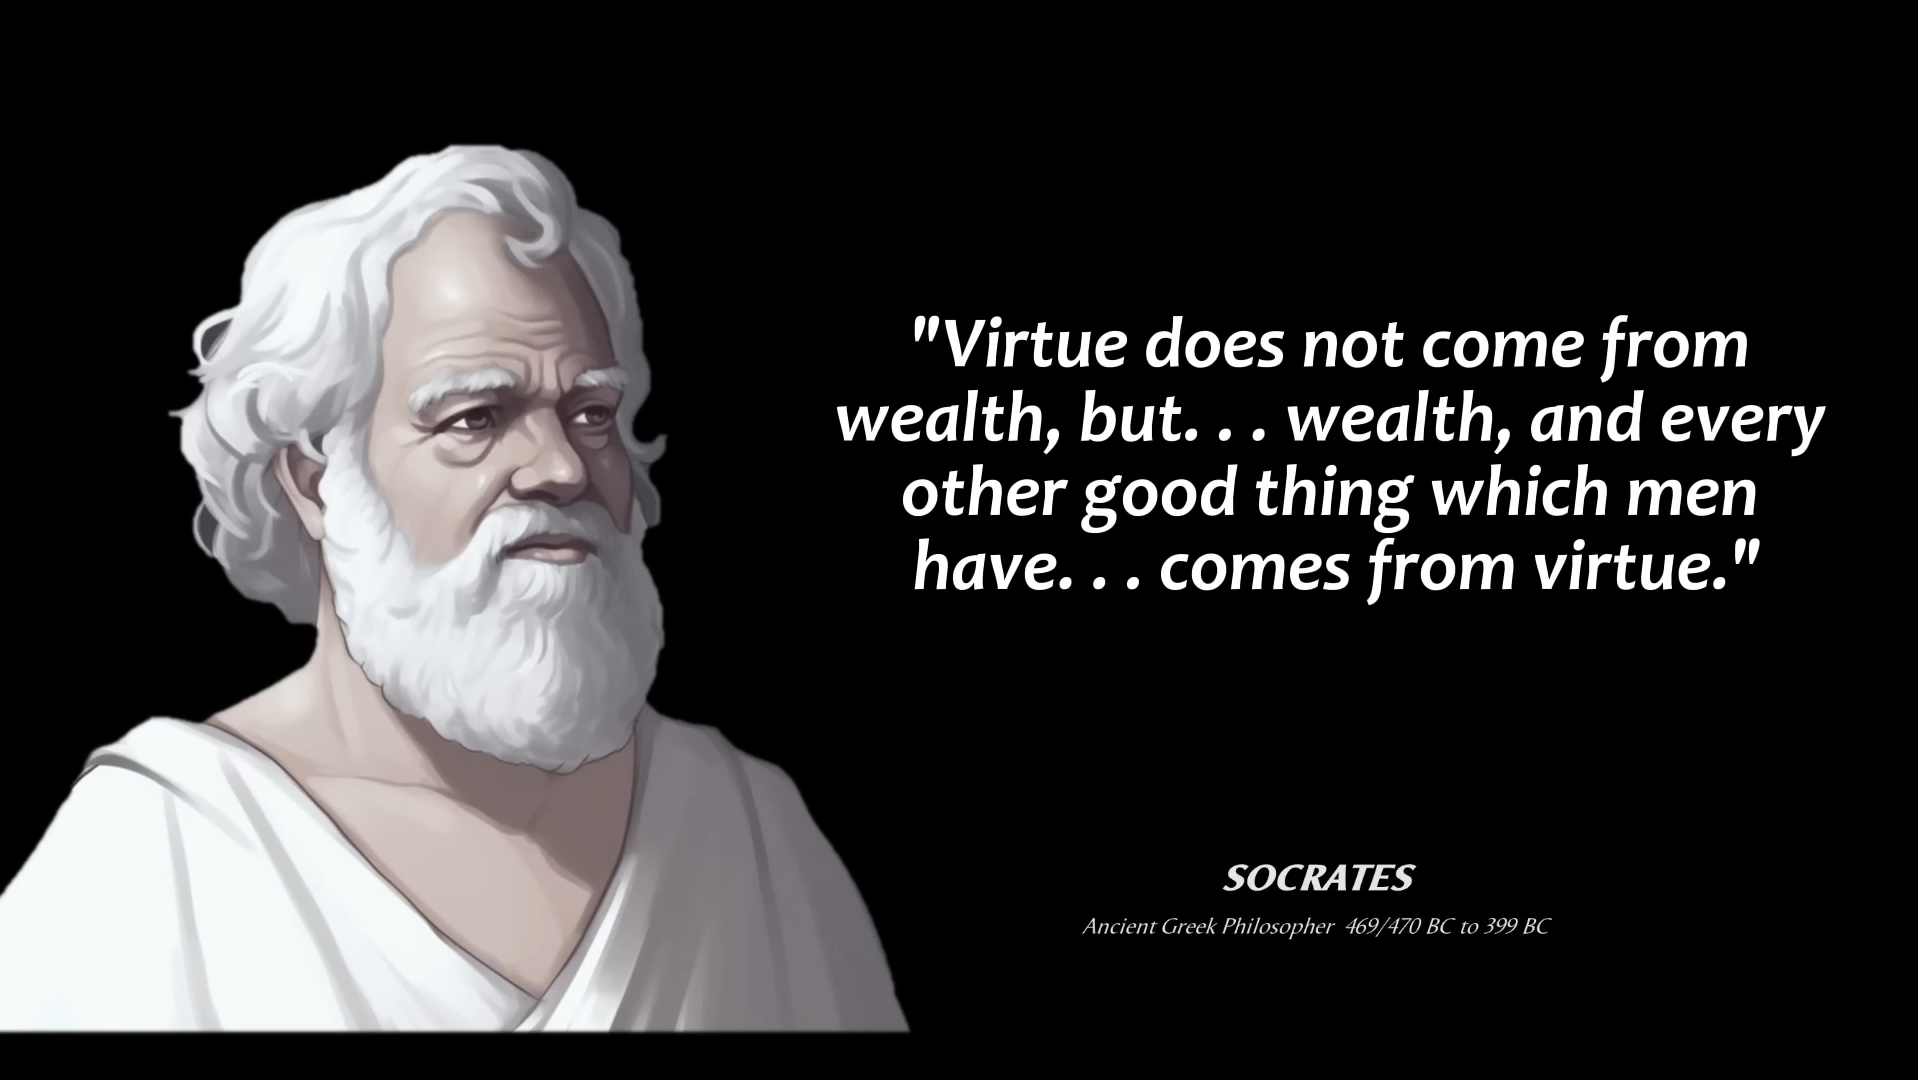 "Virtue does not come from
wealth, but. . . wealth, and every
other good thing which men
have. . . comes from virtue."
SOCRATES
Ancient Greek Philosopher 469/470 BC to 399 BC